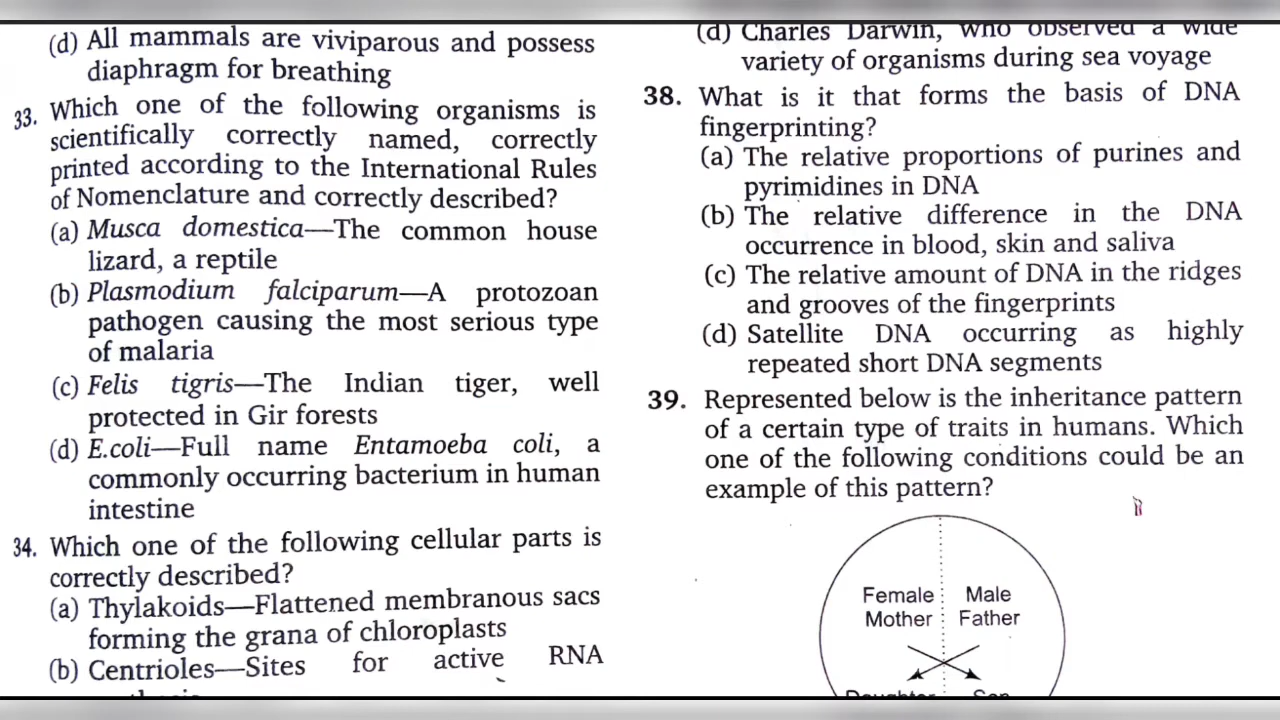 (d) All mammals are viviparous and possess
diaphragm for breathing
33. Which one of the following organisms is
scientifically correctly named, correctly
printed according to the International Rules
of Nomenclature and correctly described?
(a) Musca domestica—The common house
lizard, a reptile
(b) Plasmodium falciparum—A protozoan
pathogen causing the most serious type
of malaria
(c) Felis tigris—The Indian tiger, well
protected in Gir forests
(d) E.coli—Full name Entamoeba coli, a
commonly occurring bacterium in human
intestine
34. Which one of the following cellular parts is
correctly described?
(a) Thylakoids—Flattened membranous sacs
forming the grana of chloroplasts
(b) Centrioles—Sites for active RNA
(d) Charles Darwin, who observed a wide
variety of organisms during sea voyage
38. What is it that forms the basis of DNA
fingerprinting?
(a) The relative proportions of purines and
pyrimidines in DNA
(b) The relative difference in the DNA
occurrence in blood, skin and saliva
(c) The relative amount of DNA in the ridges
and grooves of the fingerprints
(d) Satellite DNA occurring as highly
repeated short DNA segments
39. Represented below is the inheritance pattern
of a certain type of traits in humans. Which
one of the following conditions could be an
example of this pattern?
Female Male
Mother Father
Daughter Son